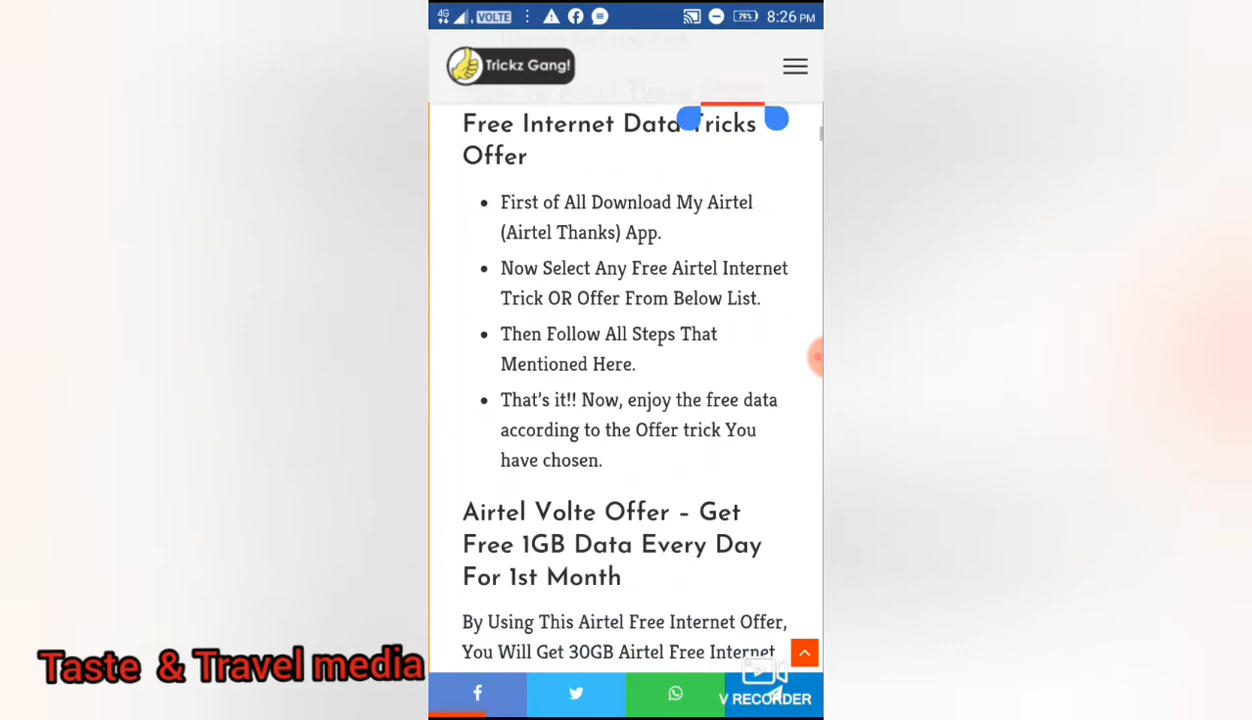 4G VOLTE 79% 8:26 PM
Trickz Gang!
Free Internet Data Tricks
Offer
• First of All Download My Airtel
(Airtel Thanks) App.
• Now Select Any Free Airtel Internet
Trick OR Offer From Below List.
• Then Follow All Steps That
Mentioned Here.
• That's it!! Now, enjoy the free data
according to the Offer trick You
have chosen.
Airtel Volte Offer – Get
Free 1GB Data Every Day
For 1st Month
By Using This Airtel Free Internet Offer,
You Will Get 30GB Airtel Free Internet
Taste & Travel media
V RECORDER